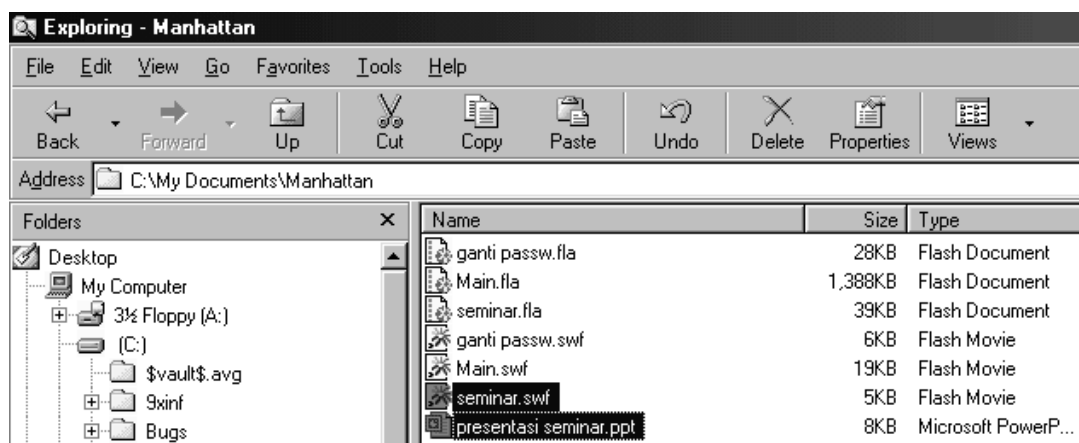 Exploring - Manhattan
File Edit View Go Favorites Tools Help
Back Forward Up Cut Copy Paste Undo Delete Properties Views
Address C:\My Documents\Manhattan
Folders
Desktop
My Computer
3½ Floppy (A:)
(C:)
$vault$.avg
9xinf
Bugs
Name Size Type
ganti passw.fla 28KB Flash Document
Main.fla 1,388KB Flash Document
seminar.fla 39KB Flash Document
ganti passw.swf 6KB Flash Movie
Main.swf 19KB Flash Movie
seminar.swf 5KB Flash Movie
presentasi seminar.ppt 8KB Microsoft PowerP...